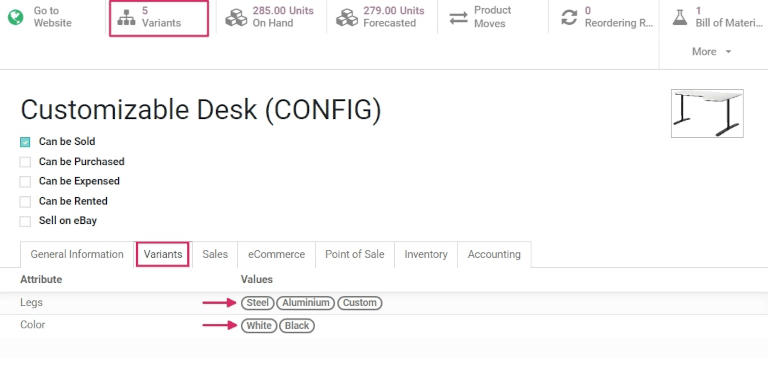 Go to Website
5 Variants
285.00 Units On Hand
279.00 Units Forecasted
Product Moves
0 Reordering R...
1 Bill of Materi...
More
Customizable Desk (CONFIG)
Can be Sold
Can be Purchased
Can be Expensed
Can be Rented
Sell on eBay
General Information Variants Sales eCommerce Point of Sale Inventory Accounting
Attribute Values
Legs Steel Aluminium Custom
Color White Black